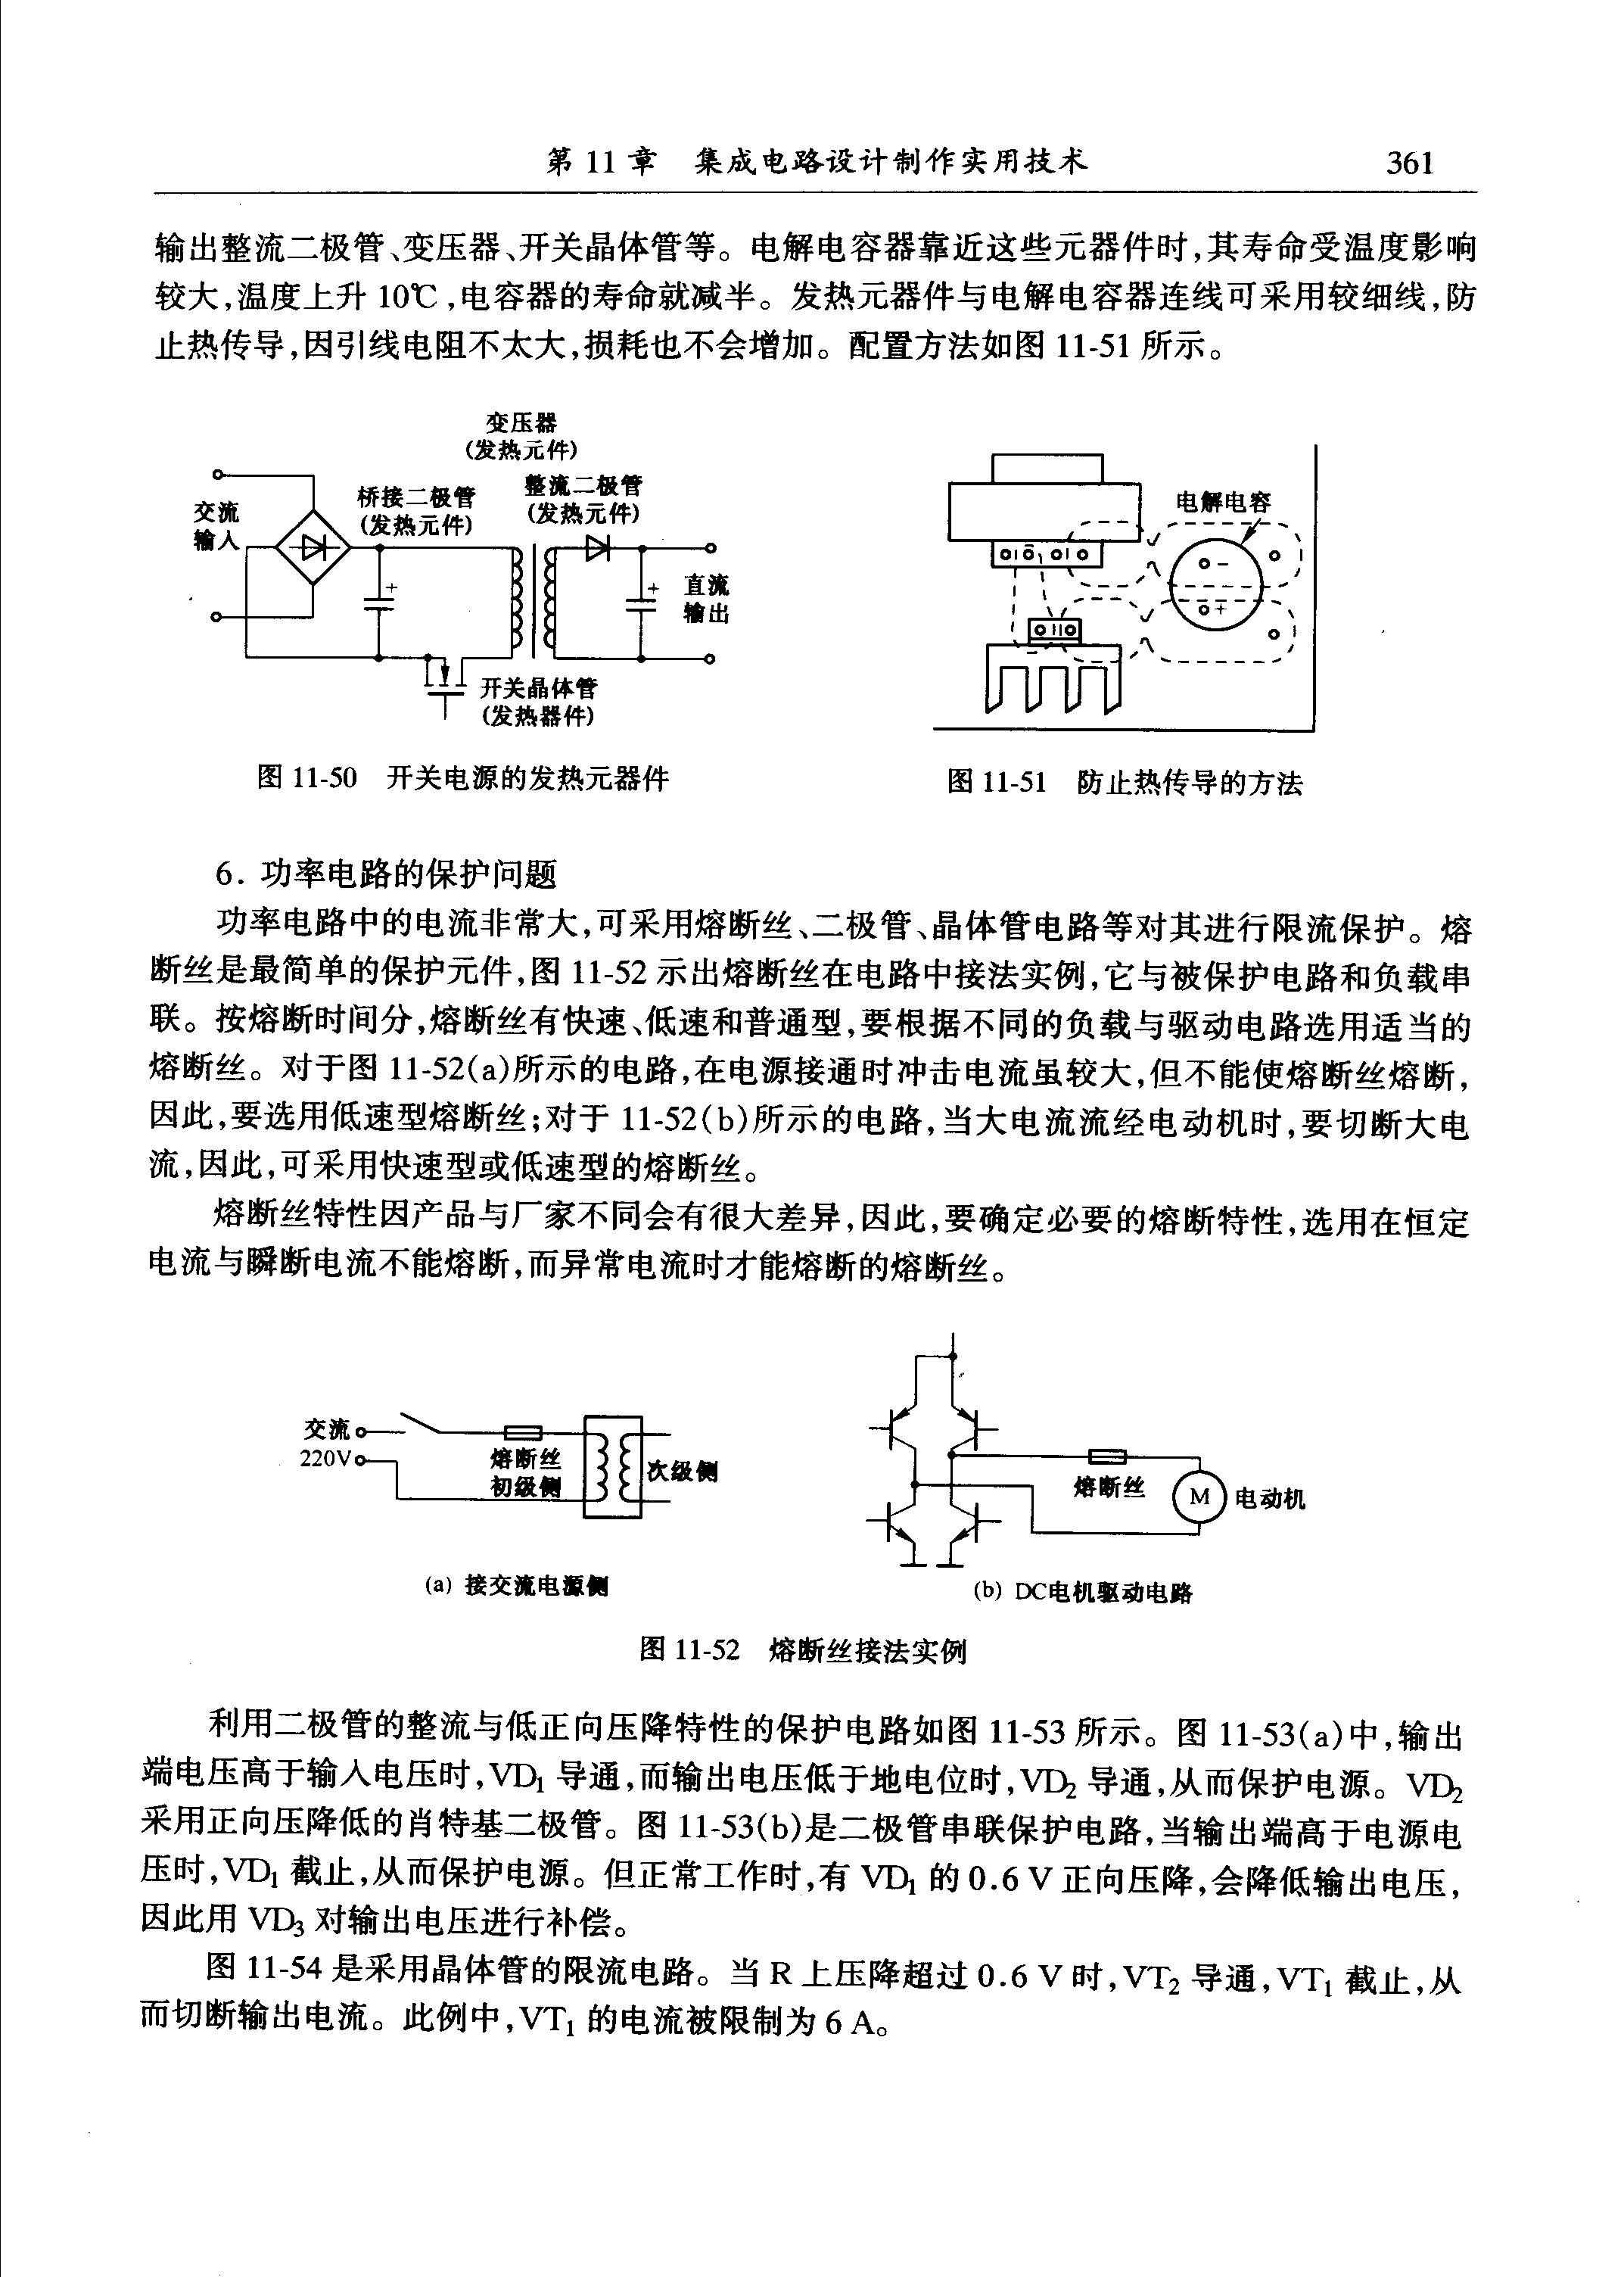 第 11 章 集成电路设计制作实用技术 361
输出整流二极管、变压器、开关晶体管等。电解电容器靠近这些元器件时,其寿命受温度影响
较大,温度上升 10℃,电容器的寿命就减半。发热元器件与电解电容器连线可采用较细线,防
止热传导,因引线电阻不太大,损耗也不会增加。配置方法如图 11-51 所示。
变压器
(发热元件)
整流二极管
(发热元件)
桥接二极管
(发热元件)
交流
输入
+
+
直流
输出
开关晶体管
(发热器件)
电解电容
-
+
图 11-50 开关电源的发热元器件
图 11-51 防止热传导的方法
6. 功率电路的保护问题
功率电路中的电流非常大,可采用熔断丝、二极管、晶体管电路等对其进行限流保护。熔
断丝是最简单的保护元件,图 11-52 示出熔断丝在电路中接法实例,它与被保护电路和负载串
联。按熔断时间分,熔断丝有快速、低速和普通型,要根据不同的负载与驱动电路选用适当的
熔断丝。对于图 11-52(a)所示的电路,在电源接通时冲击电流虽较大,但不能使熔断丝熔断,
因此,要选用低速型熔断丝;对于 11-52(b)所示的电路,当大电流流经电动机时,要切断大电
流,因此,可采用快速型或低速型的熔断丝。
熔断丝特性因产品与厂家不同会有很大差异,因此,要确定必要的熔断特性,选用在恒定
电流与瞬断电流不能熔断,而异常电流时才能熔断的熔断丝。
交流
220V
熔断丝
初级侧
次级侧
熔断丝
M
电动机
(a) 接交流电源侧
(b) DC电机驱动电路
图 11-52 熔断丝接法实例
利用二极管的整流与低正向压降特性的保护电路如图 11-53 所示。图 11-53(a)中,输出
端电压高于输入电压时,VD₁ 导通,而输出电压低于地电位时,VD₂ 导通,从而保护电源。VD₂
采用正向压降低的肖特基二极管。图 11-53(b)是二极管串联保护电路,当输出端高于电源电
压时,VD₁ 截止,从而保护电源。但正常工作时,有 VD₁ 的 0.6 V 正向压降,会降低输出电压,
因此用 VD₃ 对输出电压进行补偿。
图 11-54 是采用晶体管的限流电路。当 R 上压降超过 0.6 V 时,VT₂ 导通,VT₁ 截止,从
而切断输出电流。此例中,VT₁ 的电流被限制为 6 A。